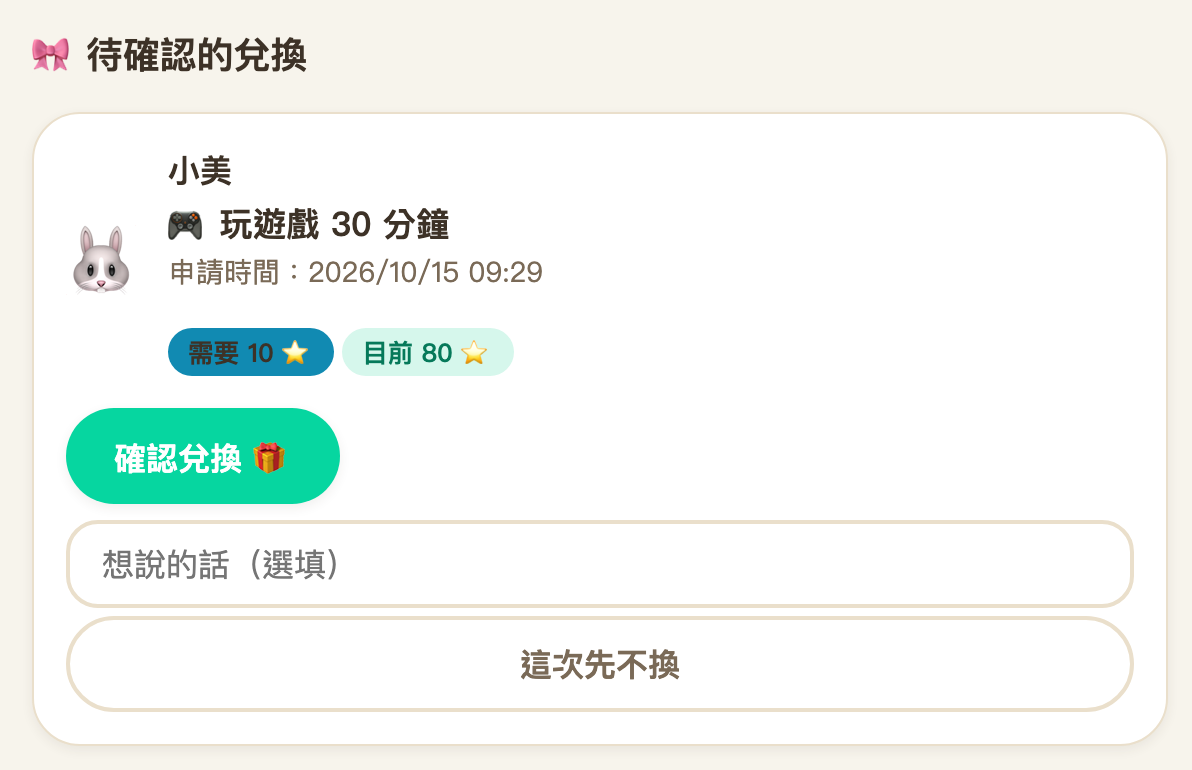 🎀 待確認的兌換
小美
🎮 玩遊戲 30 分鐘
申請時間：2026/10/15 09:29
需要 10 ⭐ 目前 80 ⭐
確認兌換 🎁
想說的話（選填）
這次先不換